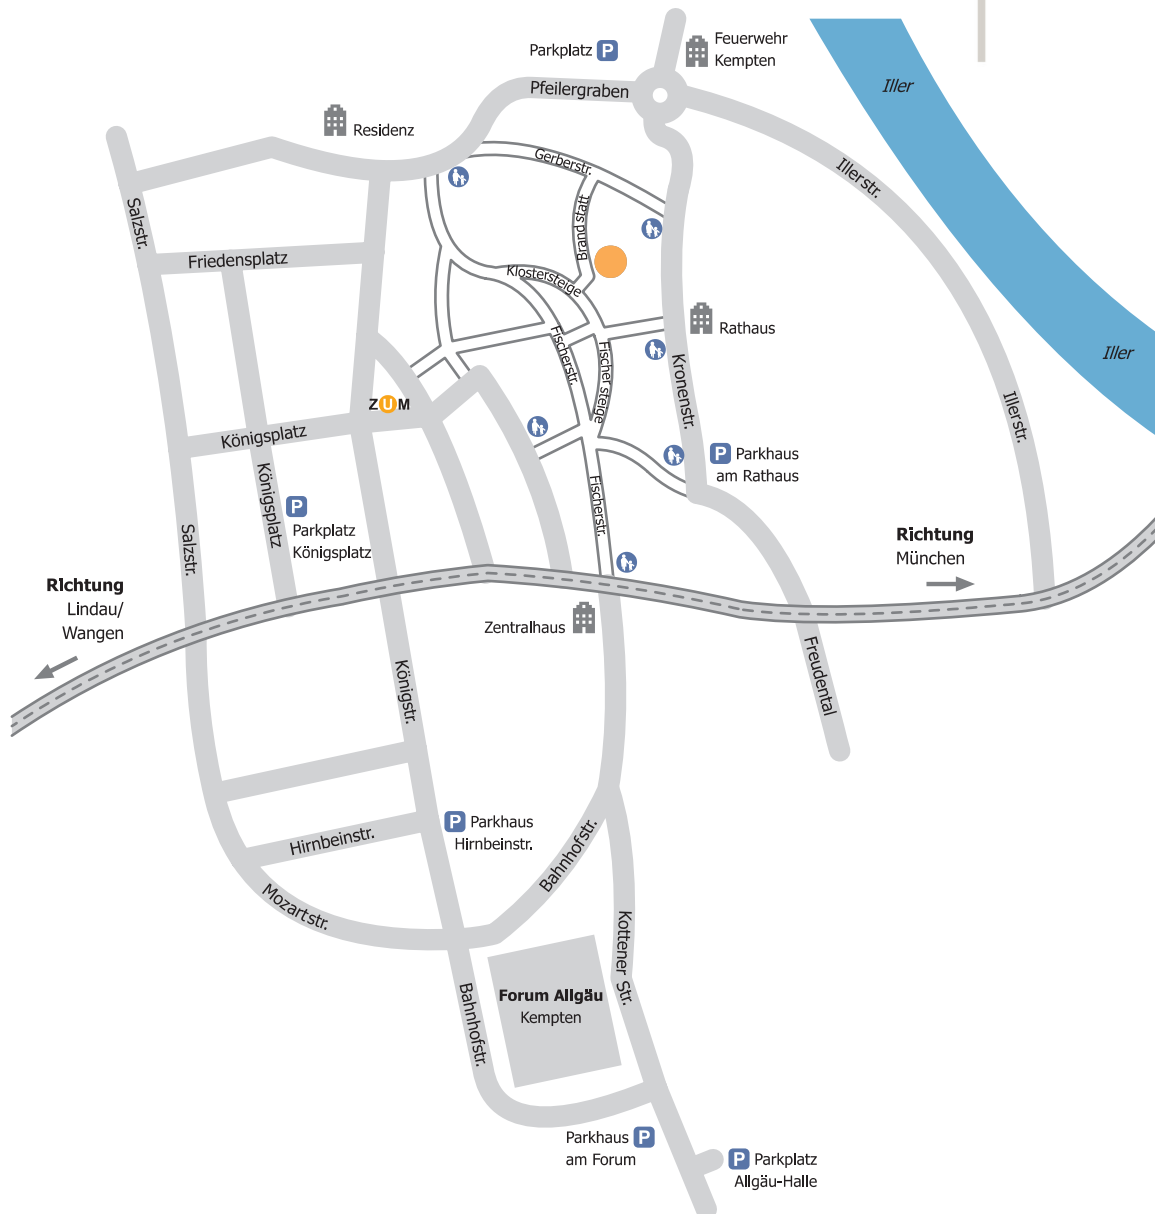 Parkplatz P
Feuerwehr
Kempten
Pfeilergraben
Iller
Residenz
Gerberstr.
Illerstr.
Salzstr.
Brandstatt
Friedensplatz
Klostersteige
Rathaus
Iller
Fischerstr.
Fischersteige
Kronenstr.
ZUM
Illerstr.
Königsplatz
P Parkhaus
am Rathaus
Königsplatz
P
Parkplatz
Königsplatz
Fischerstr.
Salzstr.
Richtung
München
Richtung
Lindau/
Wangen
Zentralhaus
Freudental
Königstr.
P Parkhaus
Hirnbeinstr.
Hirnbeinstr.
Bahnhofstr.
Mozartstr.
Kottener Str.
Forum Allgäu
Kempten
Bahnhofstr.
Parkhaus P
am Forum
P Parkplatz
Allgäu-Halle